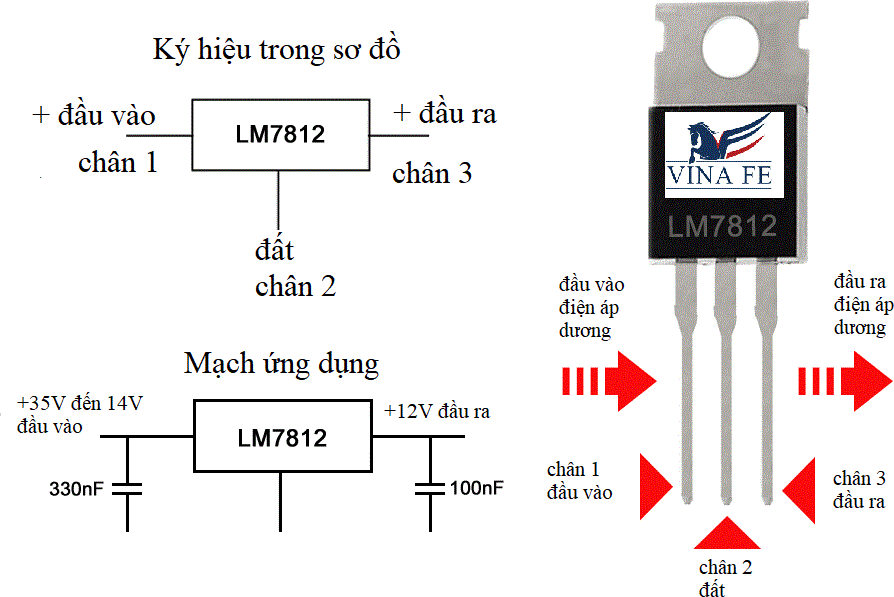 Ký hiệu trong sơ đồ
+ đầu vào
LM7812
+ đầu ra
chân 1
chân 3
đất
chân 2
Mạch ứng dụng
+35V đến 14V
đầu vào
LM7812
+12V đầu ra
330nF
100nF
VINA FE
LM7812
đầu vào
điện áp
dương
đầu ra
điện áp
dương
chân 1
đầu vào
chân 3
đầu ra
chân 2
đất